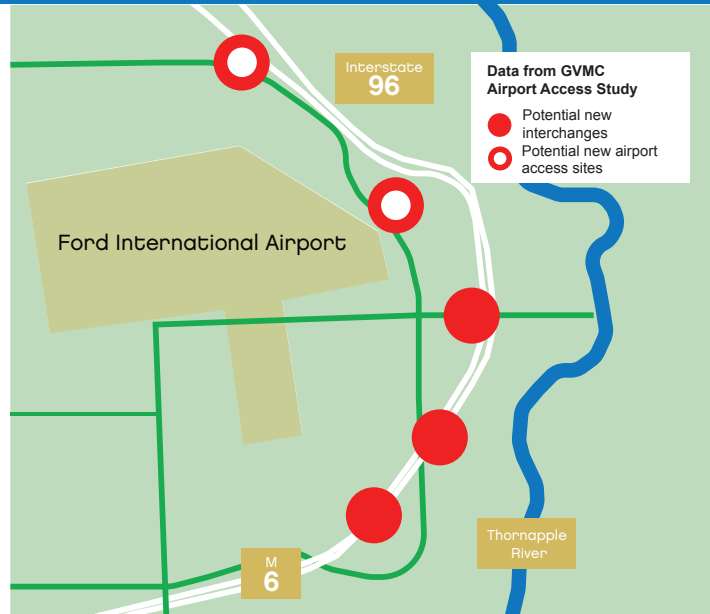 Interstate
96
Data from GVMC
Airport Access Study
Potential new
interchanges
Potential new airport
access sites
Ford International Airport
Thornapple
River
M
6